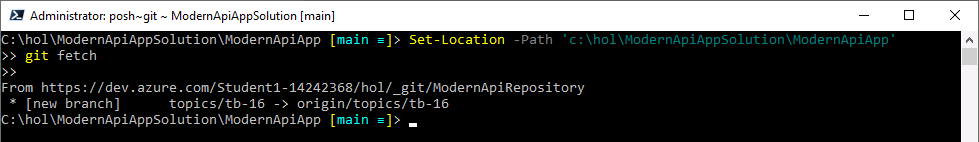 Administrator: posh~git ~ ModernApiAppSolution [main]
C:\hol\ModernApiAppSolution\ModernApiApp [main ≡]> Set-Location -Path 'c:\hol\ModernApiAppSolution\ModernApiApp'
>> git fetch
>>
From https://dev.azure.com/Student1-14242368/hol/_git/ModernApiRepository
 * [new branch]      topics/tb-16 -> origin/topics/tb-16
C:\hol\ModernApiAppSolution\ModernApiApp [main ≡]>